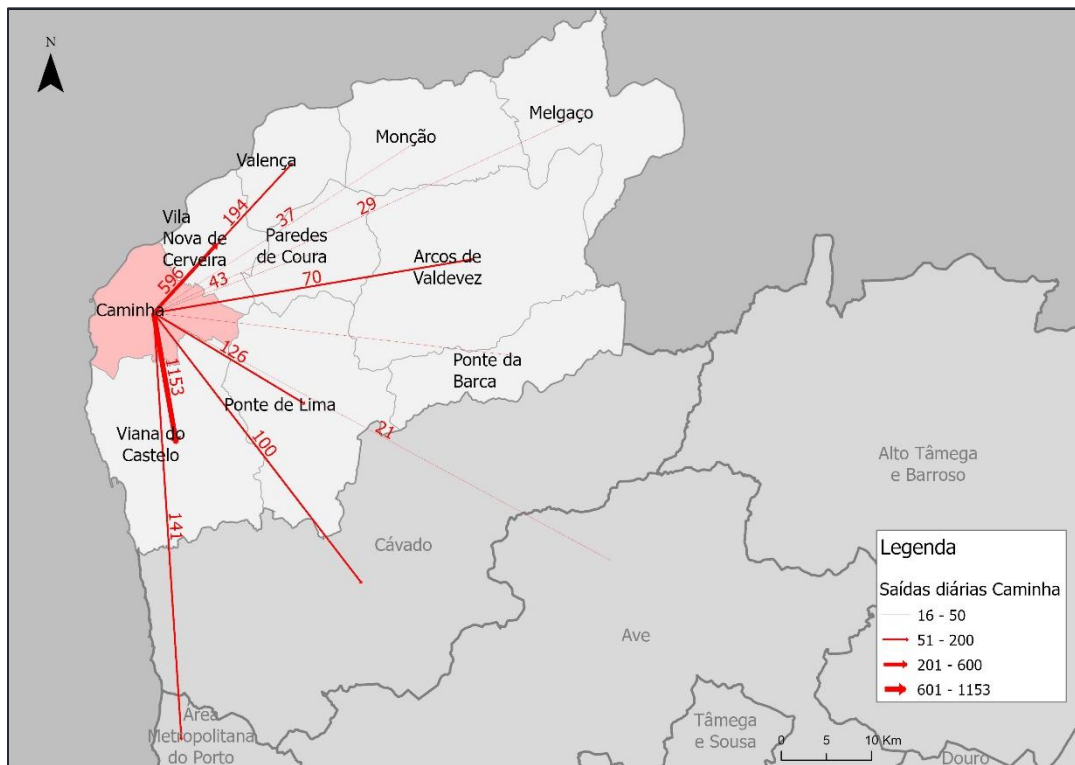 N
Melgaço
Monção
Valença
194
37
29
Vila
Nova de
Cerveira
Paredes
de Coura
Arcos de
Valdevez
596
43
70
Caminha
126
1153
Ponte da
Barca
Ponte de Lima
Viana do
Castelo
100
21
141
Alto Tâmega
e Barroso
Cávado
Ave
Área
Metropolitana
do Porto
Tâmega
e Sousa
Douro
Legenda
Saídas diárias Caminha
16 - 50
51 - 200
201 - 600
601 - 1153
0 5 10 Km